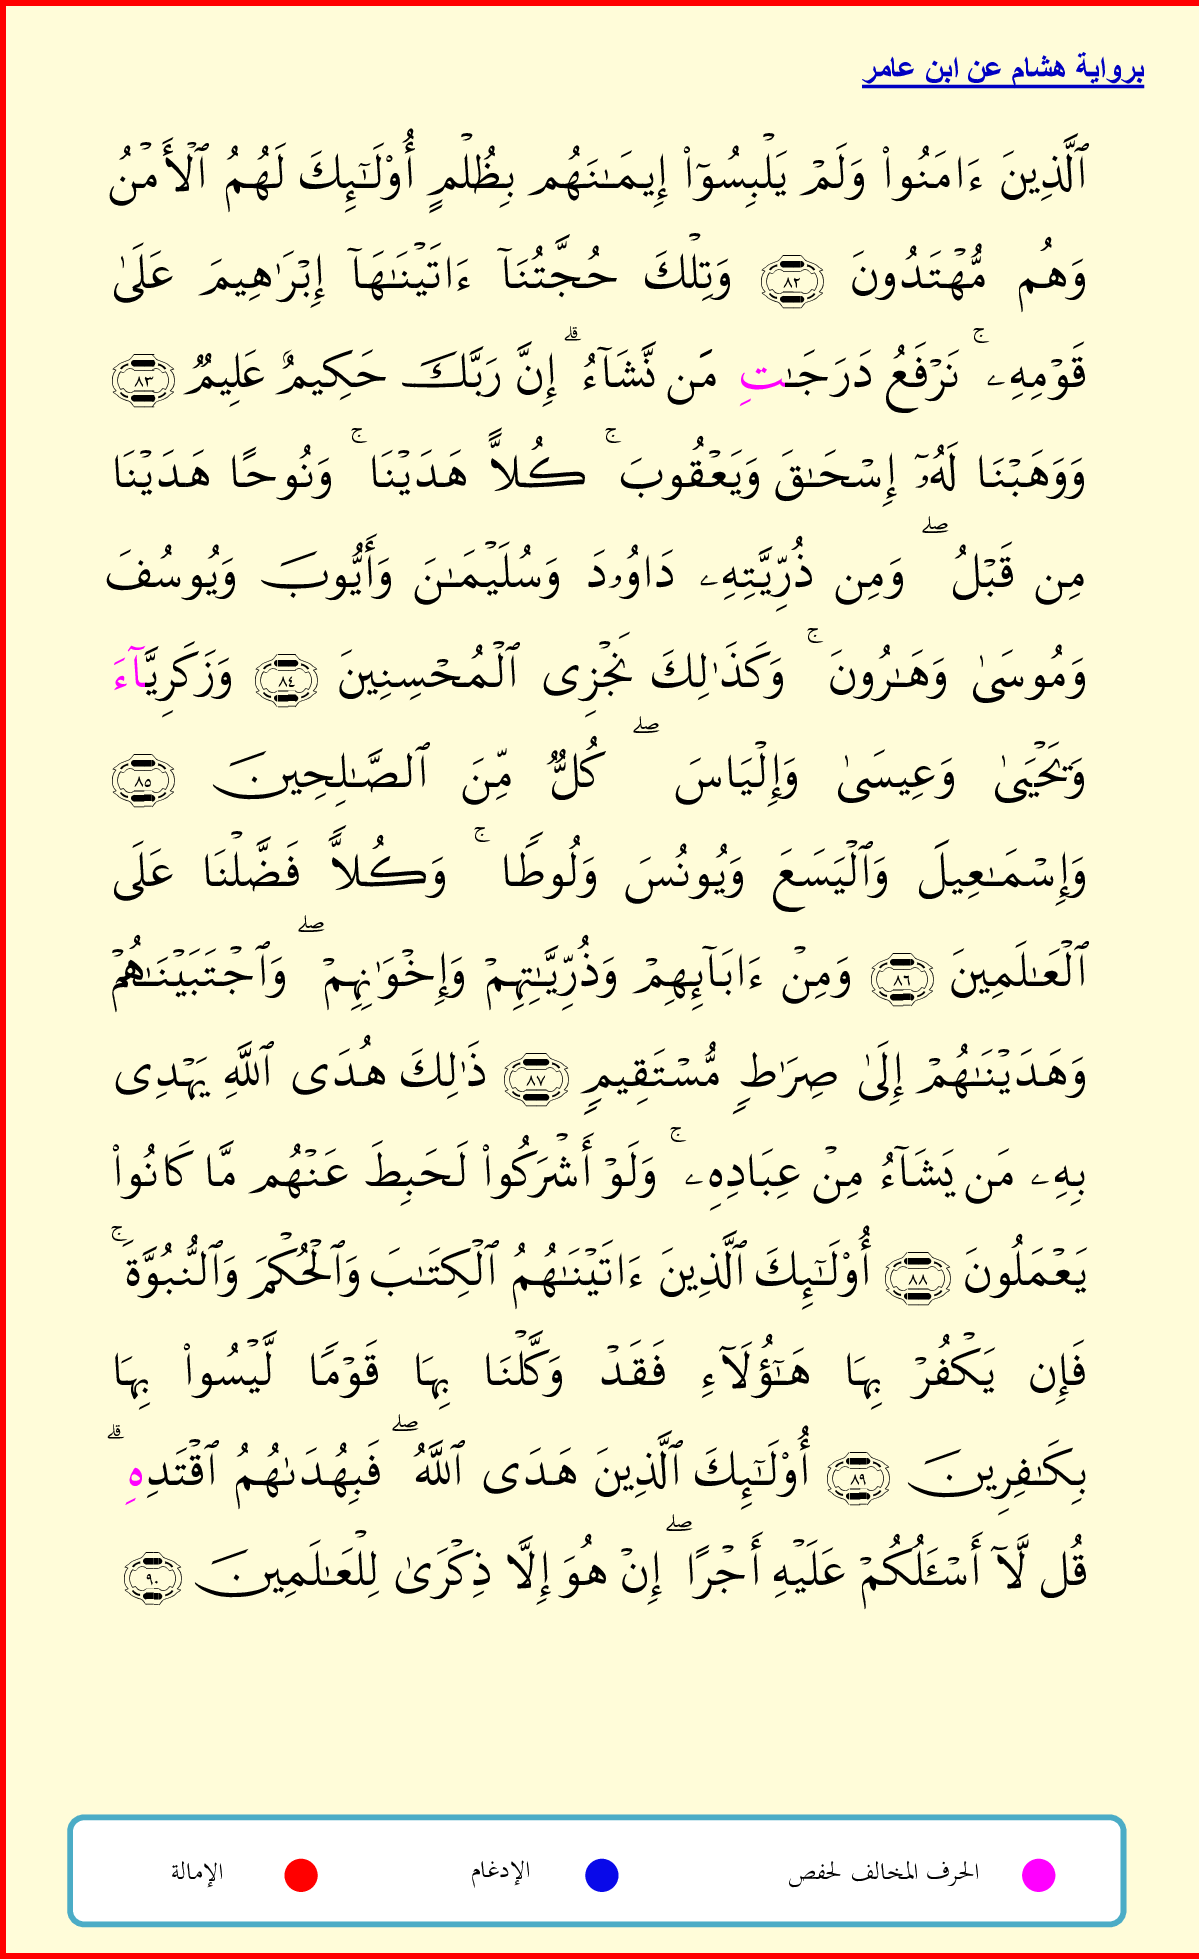 برواية هشام عن ابن عامر
ٱلَّذِينَ ءَامَنُوا۟ وَلَمْ يَلْبِسُوٓا۟ إِيمَـٰنَهُم بِظُلْمٍ أُو۟لَـٰٓئِكَ لَهُمُ ٱلْأَمْنُ
وَهُم مُّهْتَدُونَ ٨٢ وَتِلْكَ حُجَّتُنَآ ءَاتَيْنَـٰهَآ إِبْرَٰهِيمَ عَلَىٰ
قَوْمِهِۦ ۚ نَرْفَعُ دَرَجَـٰتِ مَن نَّشَآءُ ۗ إِنَّ رَبَّكَ حَكِيمٌ عَلِيمٌ ٨٣
وَوَهَبْنَا لَهُۥٓ إِسْحَـٰقَ وَيَعْقُوبَ ۚ كُلاًّ هَدَيْنَا ۚ وَنُوحًا هَدَيْنَا
مِن قَبْلُ ۖ وَمِن ذُرِّيَّتِهِۦ دَاوُۥدَ وَسُلَيْمَـٰنَ وَأَيُّوبَ وَيُوسُفَ
وَمُوسَىٰ وَهَـٰرُونَ ۚ وَكَذَٰلِكَ نَجْزِى ٱلْمُحْسِنِينَ ٨٤ وَزَكَرِيَّآءَ
وَيَحْيَىٰ وَعِيسَىٰ وَإِلْيَاسَ ۖ كُلٌّ مِّنَ ٱلصَّـٰلِحِينَ ٨٥
وَإِسْمَـٰعِيلَ وَٱلْيَسَعَ وَيُونُسَ وَلُوطًا ۚ وَكُلاًّ فَضَّلْنَا عَلَى
ٱلْعَـٰلَمِينَ ٨٦ وَمِنْ ءَابَآئِهِمْ وَذُرِّيَّـٰتِهِمْ وَإِخْوَٰنِهِمْ ۖ وَٱجْتَبَيْنَـٰهُمْ
وَهَدَيْنَـٰهُمْ إِلَىٰ صِرَٰطٍ مُّسْتَقِيمٍ ٨٧ ذَٰلِكَ هُدَى ٱللَّهِ يَهْدِى
بِهِۦ مَن يَشَآءُ مِنْ عِبَادِهِۦ ۚ وَلَوْ أَشْرَكُوا۟ لَحَبِطَ عَنْهُم مَّا كَانُوا۟
يَعْمَلُونَ ٨٨ أُو۟لَـٰٓئِكَ ٱلَّذِينَ ءَاتَيْنَـٰهُمُ ٱلْكِتَـٰبَ وَٱلْحُكْمَ وَٱلنُّبُوَّةَ ۚ
فَإِن يَكْفُرْ بِهَا هَـٰٓؤُلَآءِ فَقَدْ وَكَّلْنَا بِهَا قَوْمًا لَّيْسُوا۟ بِهَا
بِكَـٰفِرِينَ ٨٩ أُو۟لَـٰٓئِكَ ٱلَّذِينَ هَدَى ٱللَّهُ ۖ فَبِهُدَىٰهُمُ ٱقْتَدِهِ ۗ
قُل لَّآ أَسْـَٔلُكُمْ عَلَيْهِ أَجْرًا ۖ إِنْ هُوَ إِلَّا ذِكْرَىٰ لِلْعَـٰلَمِينَ ٩٠
الحرف المخالف لحفص الإدغام الإمالة